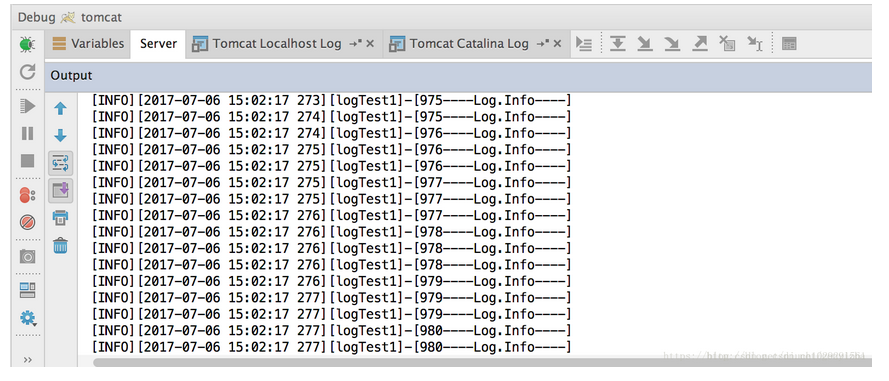 Debug tomcat
Variables Server Tomcat Localhost Log Tomcat Catalina Log
Output
[INFO][2017-07-06 15:02:17 273][logTest1]-[975----Log.Info----]
[INFO][2017-07-06 15:02:17 274][logTest1]-[975----Log.Info----]
[INFO][2017-07-06 15:02:17 274][logTest1]-[976----Log.Info----]
[INFO][2017-07-06 15:02:17 275][logTest1]-[976----Log.Info----]
[INFO][2017-07-06 15:02:17 275][logTest1]-[976----Log.Info----]
[INFO][2017-07-06 15:02:17 275][logTest1]-[977----Log.Info----]
[INFO][2017-07-06 15:02:17 275][logTest1]-[977----Log.Info----]
[INFO][2017-07-06 15:02:17 276][logTest1]-[977----Log.Info----]
[INFO][2017-07-06 15:02:17 276][logTest1]-[978----Log.Info----]
[INFO][2017-07-06 15:02:17 276][logTest1]-[978----Log.Info----]
[INFO][2017-07-06 15:02:17 276][logTest1]-[978----Log.Info----]
[INFO][2017-07-06 15:02:17 276][logTest1]-[979----Log.Info----]
[INFO][2017-07-06 15:02:17 277][logTest1]-[979----Log.Info----]
[INFO][2017-07-06 15:02:17 277][logTest1]-[979----Log.Info----]
[INFO][2017-07-06 15:02:17 277][logTest1]-[980----Log.Info----]
[INFO][2017-07-06 15:02:17 277][logTest1]-[980----Log.Info----]